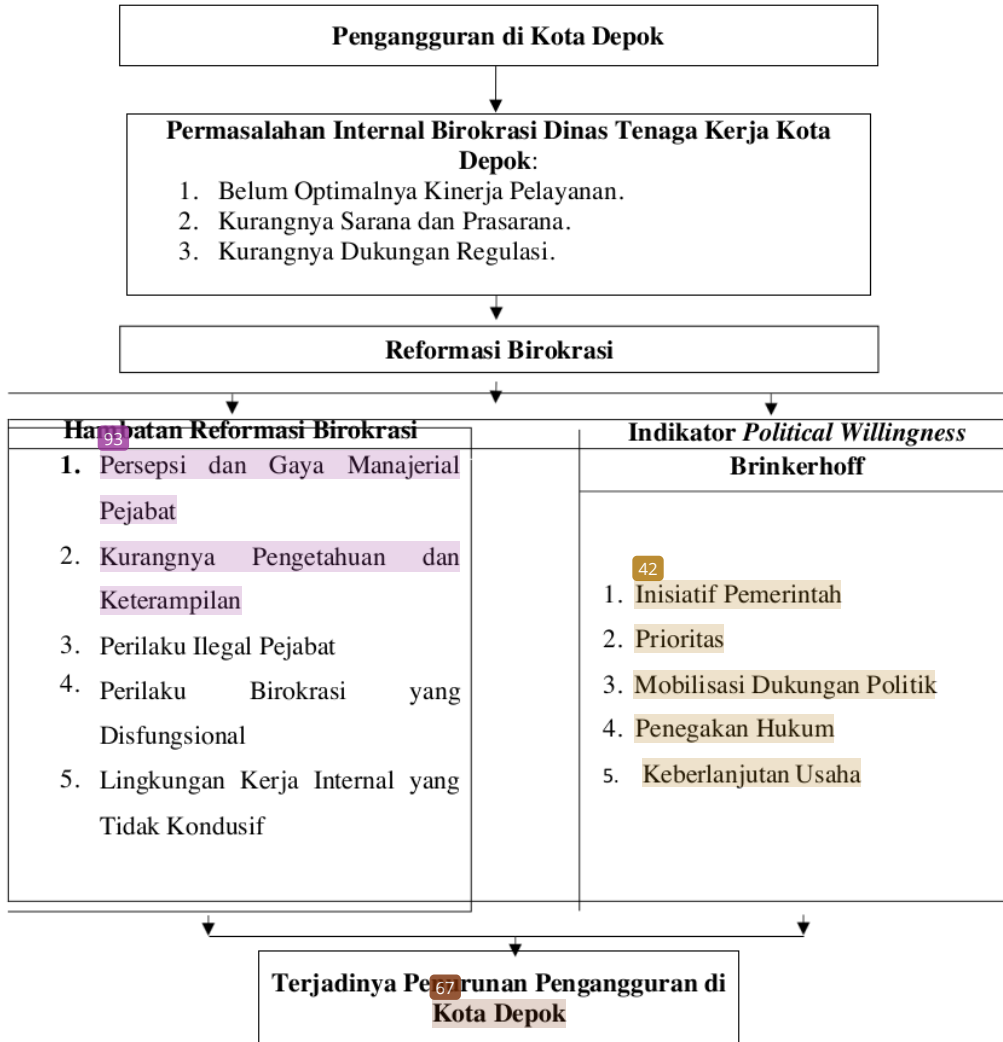 Pengangguran di Kota Depok
Permasalahan Internal Birokrasi Dinas Tenaga Kerja Kota
Depok:
1. Belum Optimalnya Kinerja Pelayanan.
2. Kurangnya Sarana dan Prasarana.
3. Kurangnya Dukungan Regulasi.
Reformasi Birokrasi
Hambatan Reformasi Birokrasi
93
1. Persepsi dan Gaya Manajerial
Pejabat
2. Kurangnya Pengetahuan dan
Keterampilan
3. Perilaku Ilegal Pejabat
4. Perilaku Birokrasi yang
Disfungsional
5. Lingkungan Kerja Internal yang
Tidak Kondusif
Indikator Political Willingness
Brinkerhoff
42
1. Inisiatif Pemerintah
2. Prioritas
3. Mobilisasi Dukungan Politik
4. Penegakan Hukum
5. Keberlanjutan Usaha
Terjadinya Penurunan Pengangguran di
67
Kota Depok